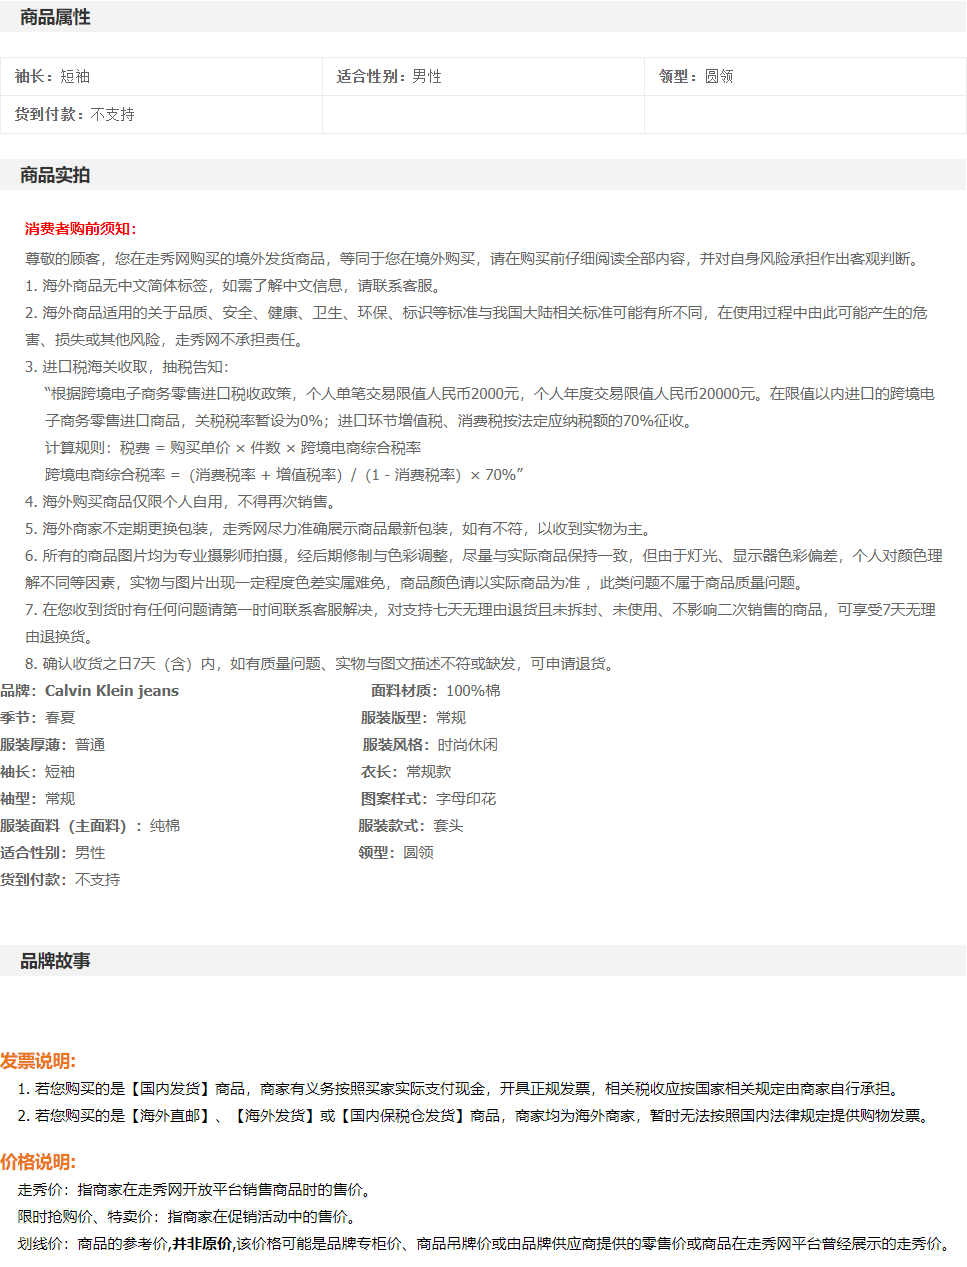 商品属性
袖长：短袖 适合性别：男性 领型：圆领
货到付款：不支持
商品实拍
消费者购前须知：
尊敬的顾客，您在走秀网购买的境外发货商品，等同于您在境外购买，请在购买前仔细阅读全部内容，并对自身风险承担作出客观判断。
1. 海外商品无中文简体标签，如需了解中文信息，请联系客服。
2. 海外商品适用的关于品质、安全、健康、卫生、环保、标识等标准与我国大陆相关标准可能有所不同，在使用过程中由此可能产生的危
害、损失或其他风险，走秀网不承担责任。
3. 进口税海关收取，抽税告知：
“根据跨境电子商务零售进口税收政策，个人单笔交易限值人民币2000元，个人年度交易限值人民币20000元。在限值以内进口的跨境电
子商务零售进口商品，关税税率暂设为0%；进口环节增值税、消费税按法定应纳税额的70%征收。
计算规则：税费 = 购买单价 × 件数 × 跨境电商综合税率
跨境电商综合税率 =（消费税率 + 增值税率）/（1 - 消费税率）× 70%”
4. 海外购买商品仅限个人自用，不得再次销售。
5. 海外商家不定期更换包装，走秀网尽力准确展示商品最新包装，如有不符，以收到实物为主。
6. 所有的商品图片均为专业摄影师拍摄，经后期修制与色彩调整，尽量与实际商品保持一致，但由于灯光、显示器色彩偏差，个人对颜色理
解不同等因素，实物与图片出现一定程度色差实属难免，商品颜色请以实际商品为准 ，此类问题不属于商品质量问题。
7. 在您收到货时有任何问题请第一时间联系客服解决，对支持七天无理由退货且未拆封、未使用、不影响二次销售的商品，可享受7天无理
由退换货。
8. 确认收货之日7天（含）内，如有质量问题、实物与图文描述不符或缺发，可申请退货。
品牌：Calvin Klein jeans 面料材质：100%棉
季节：春夏 服装版型：常规
服装厚薄：普通 服装风格：时尚休闲
袖长：短袖 衣长：常规款
袖型：常规 图案样式：字母印花
服装面料（主面料）：纯棉 服装款式：套头
适合性别：男性 领型：圆领
货到付款：不支持
品牌故事
发票说明:
1. 若您购买的是【国内发货】商品，商家有义务按照买家实际支付现金，开具正规发票，相关税收应按国家相关规定由商家自行承担。
2. 若您购买的是【海外直邮】、【海外发货】或【国内保税仓发货】商品，商家均为海外商家，暂时无法按照国内法律规定提供购物发票。
价格说明:
走秀价：指商家在走秀网开放平台销售商品时的售价。
限时抢购价、特卖价：指商家在促销活动中的售价。
划线价：商品的参考价,并非原价,该价格可能是品牌专柜价、商品吊牌价或由品牌供应商提供的零售价或商品在走秀网平台曾经展示的走秀价。